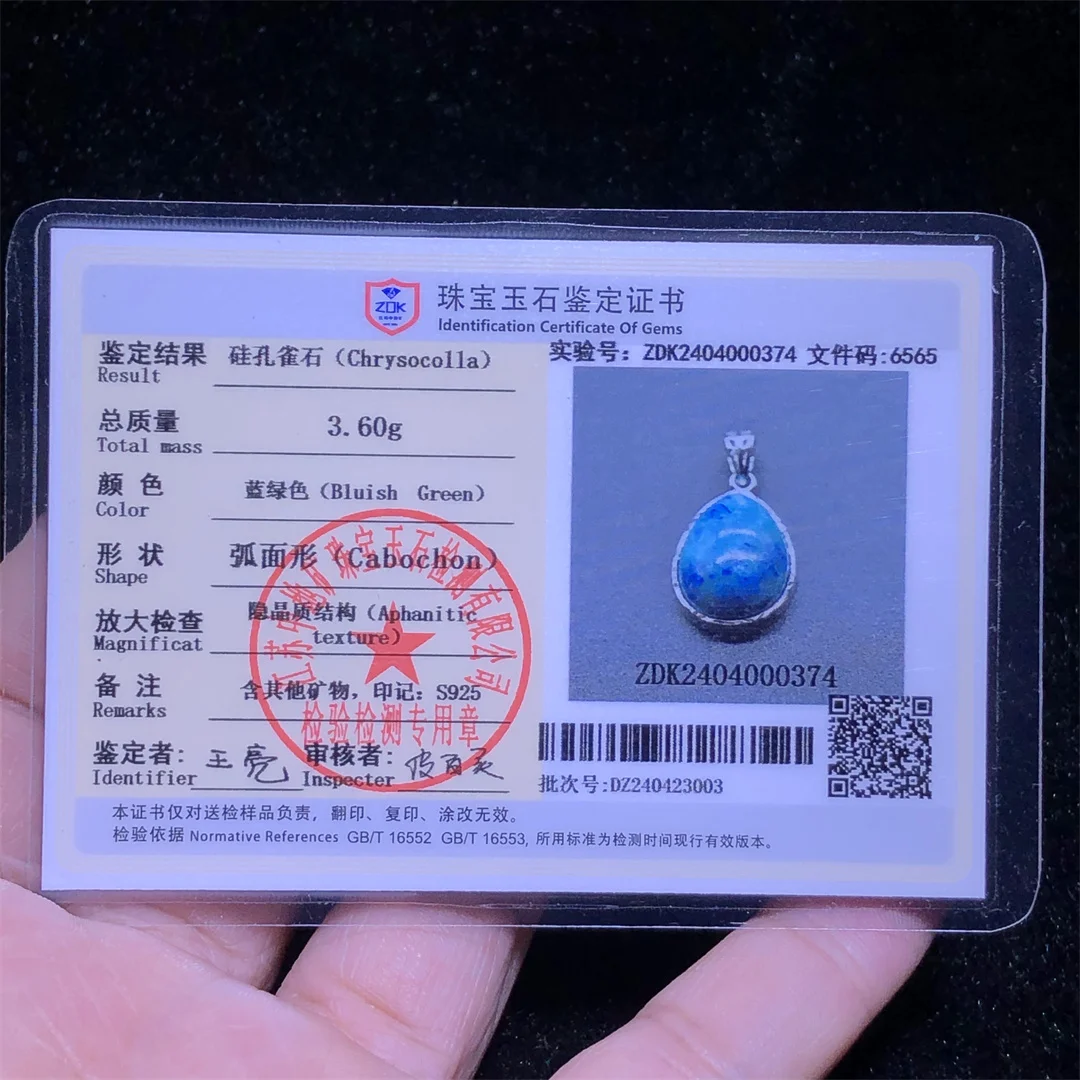 ZDK
珠宝玉石鉴定证书
Identification Certificate Of Gems
鉴定结果 硅孔雀石（Chrysocolla）
Result
实验号：ZDK2404000374 文件码:6565
总质量 3.60g
Total mass
颜 色 蓝绿色（Bluish Green）
Color
形 状 弧面形（Cabochon）
Shape
放大检查 隐晶质结构（Aphanitic
Magnificat texture）
备 注 含其他矿物，印记：S925
Remarks
ZDK2404000374
检验检测专用章
鉴定者： 王亮 审核者：
Identifier Inspecter
批次号:DZ240423003
本证书仅对送检样品负责，翻印、复印、涂改无效。
检验依据 Normative References GB/T 16552 GB/T 16553, 所用标准为检测时间现行有效版本。